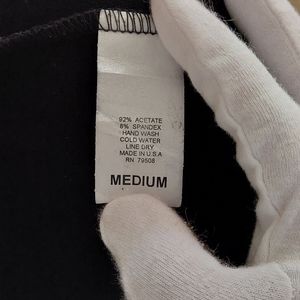 92% ACETATE
8% SPANDEX
HAND WASH
COLD WATER
LINE DRY
MADE IN U.S.A
RN 79508
MEDIUM